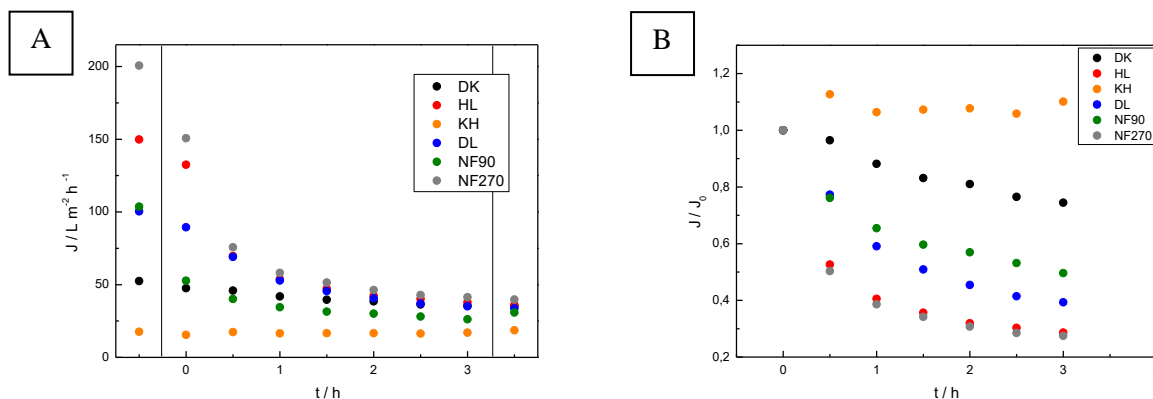 A
J / L m⁻² h⁻¹
200
150
100
50
0
0
1
2
3
t / h
DK
HL
KH
DL
NF90
NF270
B
J / J₀
1,2
1,0
0,8
0,6
0,4
0,2
0
1
2
3
t / h
DK
HL
KH
DL
NF90
NF270